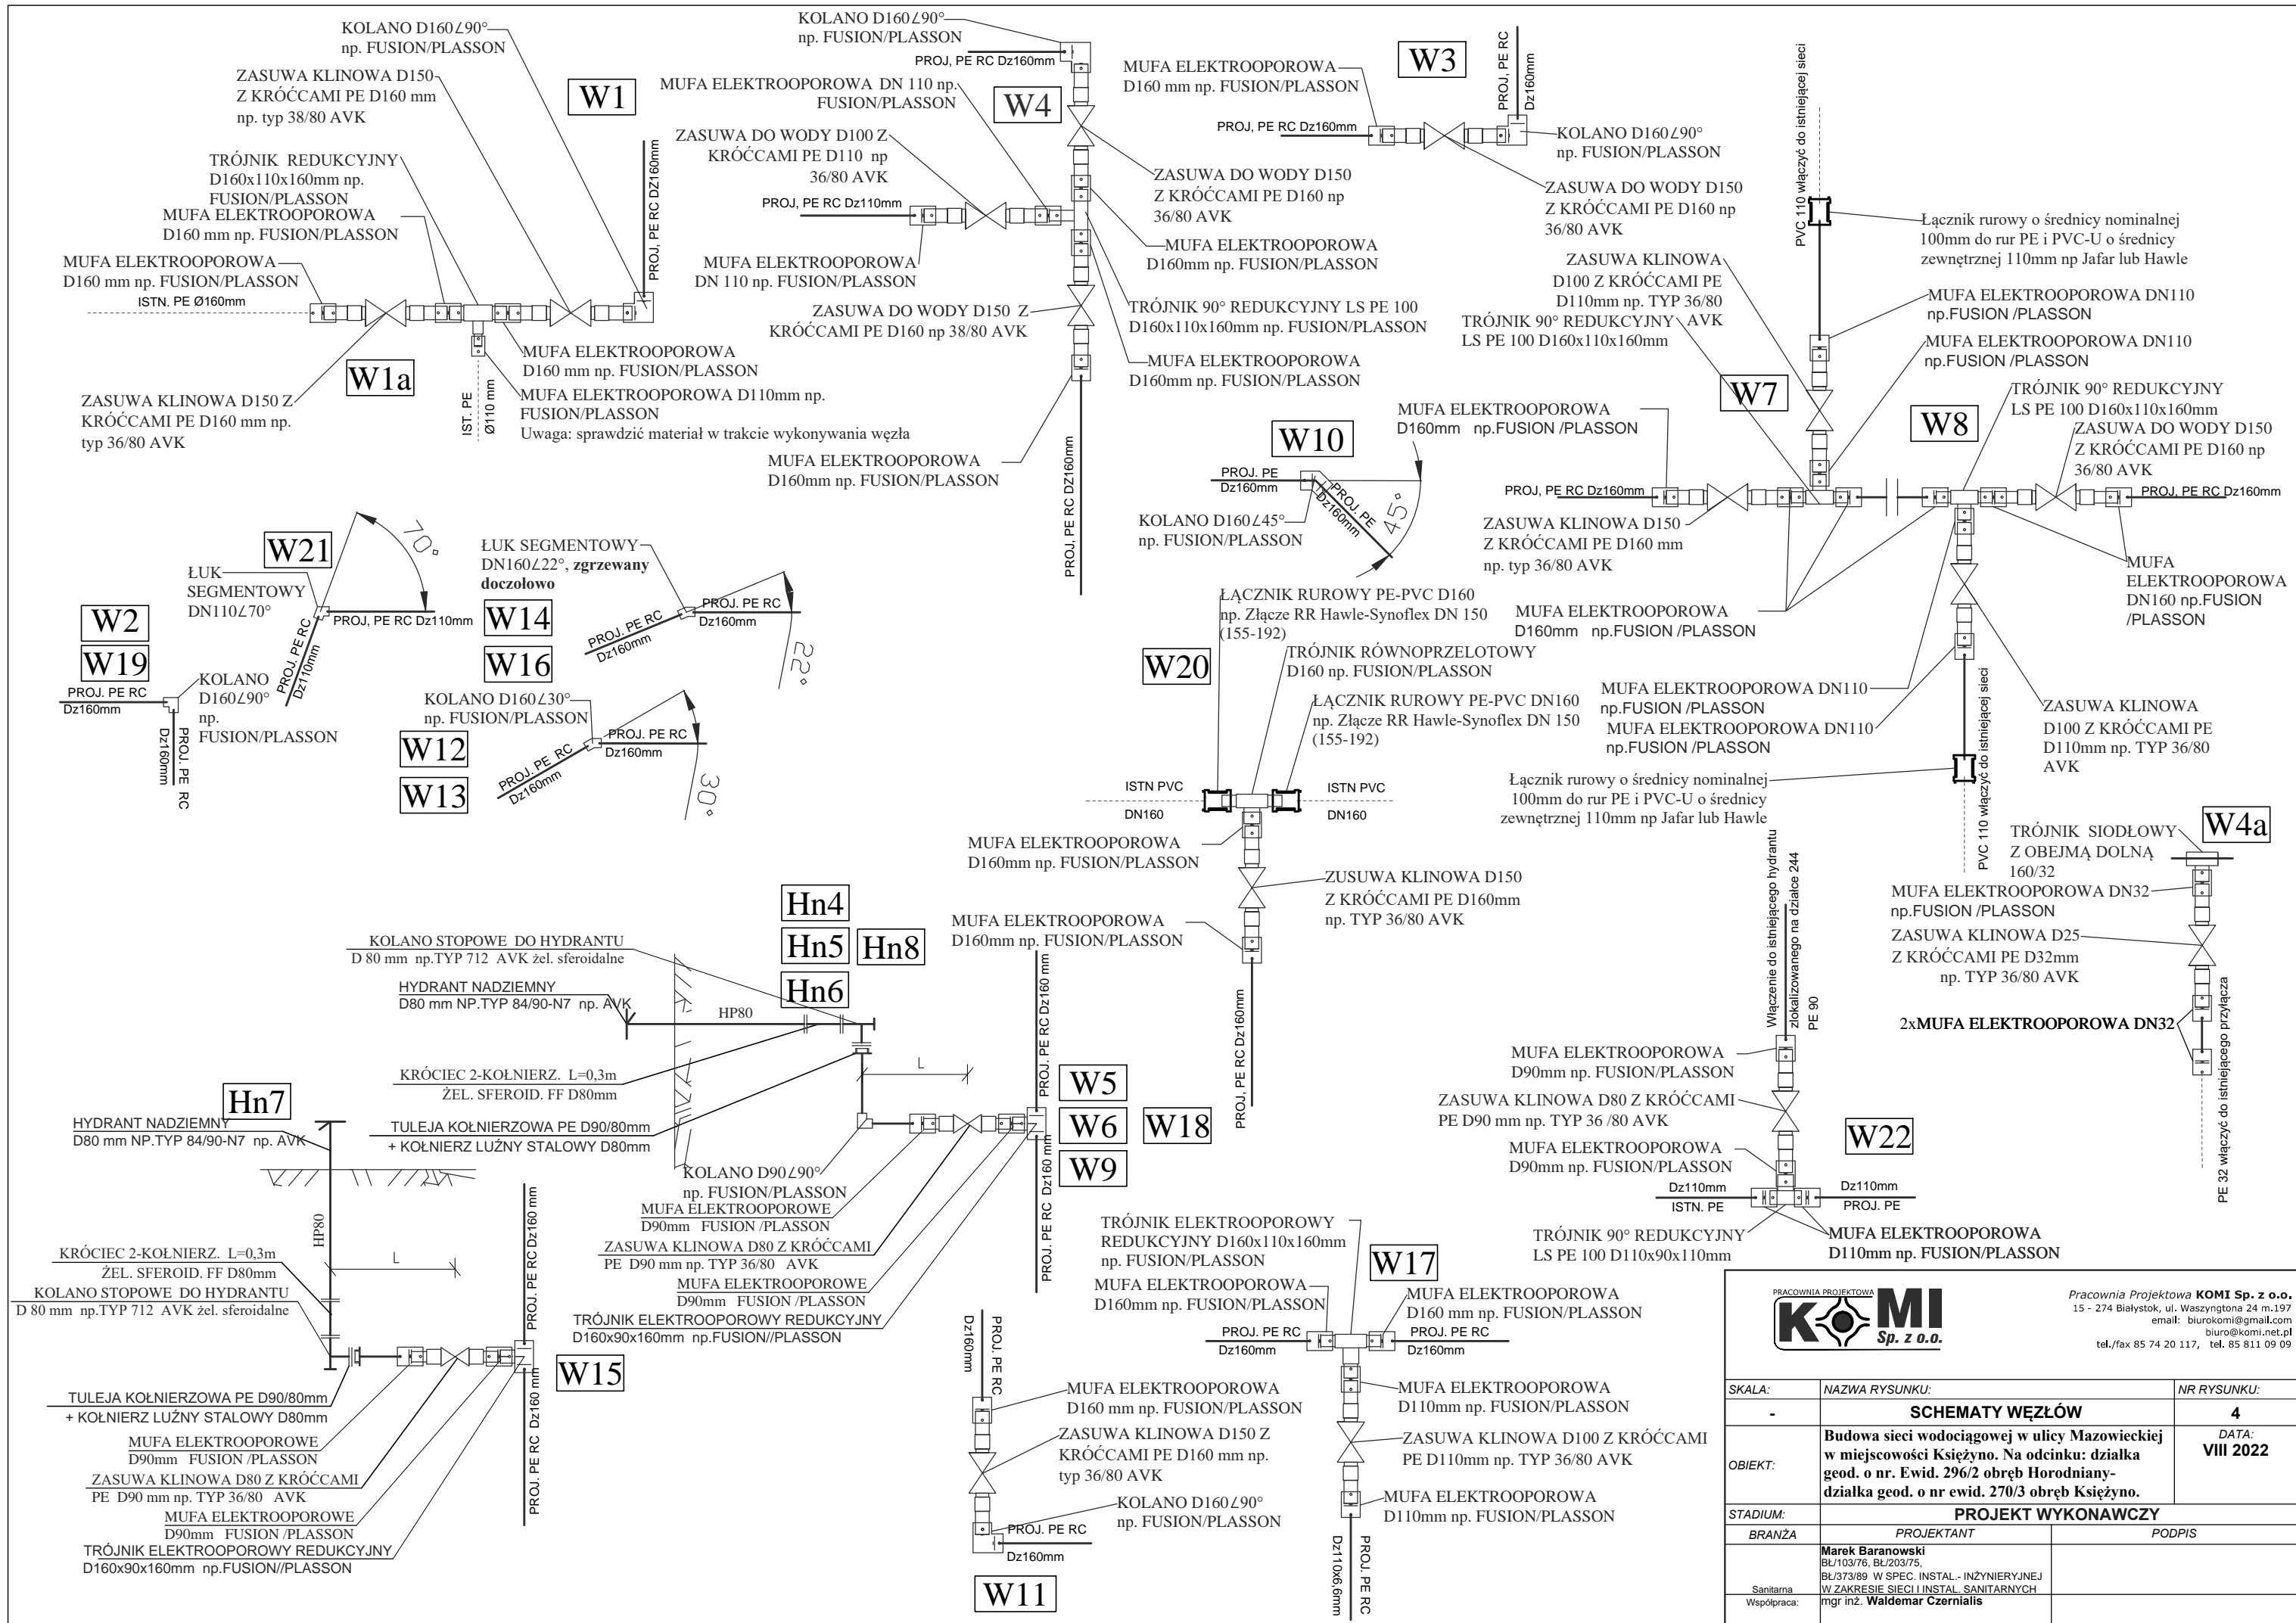 KOLANO D160∠90°
np. FUSION/PLASSON
ZASUWA KLINOWA D150
Z KRÓĆCAMI PE D160 mm
np. typ 38/80 AVK
W1
TRÓJNIK REDUKCYJNY
D160x110x160mm np.
FUSION/PLASSON
MUFA ELEKTROOPOROWA
D160 mm np. FUSION/PLASSON
MUFA ELEKTROOPOROWA
D160 mm np. FUSION/PLASSON
ISTN. PE Ø160mm
PROJ, PE RC DZ160mm
W1a
ZASUWA KLINOWA D150 Z
KRÓĆCAMI PE D160 mm np.
typ 36/80 AVK
IST. PE
Ø110 mm
MUFA ELEKTROOPOROWA
D160 mm np. FUSION/PLASSON
MUFA ELEKTROOPOROWA D110mm np.
FUSION/PLASSON
Uwaga: sprawdzić materiał w trakcie wykonywania węzła
KOLANO D160∠90°
np. FUSION/PLASSON
PROJ, PE RC Dz160mm
MUFA ELEKTROOPOROWA DN 110 np.
FUSION/PLASSON
W4
ZASUWA DO WODY D100 Z
KRÓĆCAMI PE D110 np
36/80 AVK
PROJ, PE RC Dz110mm
MUFA ELEKTROOPOROWA
DN 110 np. FUSION/PLASSON
ZASUWA DO WODY D150 Z
KRÓĆCAMI PE D160 np 38/80 AVK
MUFA ELEKTROOPOROWA
D160mm np. FUSION/PLASSON
PROJ, PE RC DZ160mm
ZASUWA DO WODY D150
Z KRÓĆCAMI PE D160 np
36/80 AVK
MUFA ELEKTROOPOROWA
D160mm np. FUSION/PLASSON
TRÓJNIK 90° REDUKCYJNY LS PE 100
D160x110x160mm np. FUSION/PLASSON
MUFA ELEKTROOPOROWA
D160mm np. FUSION/PLASSON
W3
MUFA ELEKTROOPOROWA
D160 mm np. FUSION/PLASSON
PROJ, PE RC Dz160mm
PROJ, PE RC
Dz160mm
KOLANO D160∠90°
np. FUSION/PLASSON
ZASUWA DO WODY D150
Z KRÓĆCAMI PE D160 np
36/80 AVK
PVC 110 włączyć do istniejącej sieci
Łącznik rurowy o średnicy nominalnej
100mm do rur PE i PVC-U o średnicy
zewnętrznej 110mm np Jafar lub Hawle
ZASUWA KLINOWA
D100 Z KRÓĆCAMI PE
D110mm np. TYP 36/80
AVK
TRÓJNIK 90° REDUKCYJNY
LS PE 100 D160x110x160mm
MUFA ELEKTROOPOROWA DN110
np.FUSION /PLASSON
MUFA ELEKTROOPOROWA DN110
np.FUSION /PLASSON
W7
MUFA ELEKTROOPOROWA
D160mm np.FUSION /PLASSON
PROJ, PE RC Dz160mm
ZASUWA KLINOWA D150
Z KRÓĆCAMI PE D160 mm
np. typ 36/80 AVK
MUFA ELEKTROOPOROWA
D160mm np.FUSION /PLASSON
W8
TRÓJNIK 90° REDUKCYJNY
LS PE 100 D160x110x160mm
ZASUWA DO WODY D150
Z KRÓĆCAMI PE D160 np
36/80 AVK
PROJ, PE RC Dz160mm
MUFA
ELEKTROOPOROWA
DN160 np.FUSION
/PLASSON
MUFA ELEKTROOPOROWA DN110
np.FUSION /PLASSON
MUFA ELEKTROOPOROWA DN110
np.FUSION /PLASSON
ZASUWA KLINOWA
D100 Z KRÓĆCAMI PE
D110mm np. TYP 36/80
AVK
Łącznik rurowy o średnicy nominalnej
100mm do rur PE i PVC-U o średnicy
zewnętrznej 110mm np Jafar lub Hawle
PVC 110 włączyć do istniejącej sieci
W10
PROJ. PE
Dz160mm
PROJ. PE
Dz160mm
45°
KOLANO D160∠45°
np. FUSION/PLASSON
W21
ŁUK
SEGMENTOWY
DN110∠70°
70°
PROJ, PE RC Dz110mm
PROJ. PE RC
Dz110mm
W2
W19
PROJ. PE RC
Dz160mm
KOLANO
D160∠90°
np.
FUSION/PLASSON
PROJ. PE RC
Dz160mm
ŁUK SEGMENTOWY
DN160∠22°, zgrzewany
doczołowo
W14
W16
PROJ. PE RC
Dz160mm
PROJ. PE RC
Dz160mm
22°
KOLANO D160∠30°
np. FUSION/PLASSON
W12
W13
PROJ. PE RC
Dz160mm
PROJ. PE RC
Dz160mm
30°
ŁĄCZNIK RUROWY PE-PVC D160
np. Złącze RR Hawle-Synoflex DN 150
(155-192)
W20
TRÓJNIK RÓWNOPRZELOTOWY
D160 np. FUSION/PLASSON
ŁĄCZNIK RUROWY PE-PVC DN160
np. Złącze RR Hawle-Synoflex DN 150
(155-192)
ISTN PVC
DN160
ISTN PVC
DN160
MUFA ELEKTROOPOROWA
D160mm np. FUSION/PLASSON
ZUSUWA KLINOWA D150
Z KRÓĆCAMI PE D160mm
np. TYP 36/80 AVK
MUFA ELEKTROOPOROWA
D160mm np. FUSION/PLASSON
PROJ, PE RC Dz160mm
W4a
TRÓJNIK SIODŁOWY
Z OBEJMĄ DOLNĄ
160/32
MUFA ELEKTROOPOROWA DN32
np.FUSION /PLASSON
ZASUWA KLINOWA D25
Z KRÓĆCAMI PE D32mm
np. TYP 36/80 AVK
2xMUFA ELEKTROOPOROWA DN32
PE 32 włączyć do istniejącego przyłącza
Hn4
Hn5
Hn8
Hn6
KOLANO STOPOWE DO HYDRANTU
D 80 mm np.TYP 712 AVK żel. sferoidalne
HYDRANT NADZIEMNY
D80 mm NP.TYP 84/90-N7 np. AVK
HP80
KRÓCIEC 2-KOŁNIERZ. L=0,3m
ŻEL. SFEROID. FF D80mm
TULEJA KOŁNIERZOWA PE D90/80mm
+ KOŁNIERZ LUŹNY STALOWY D80mm
L
KOLANO D90∠90°
np. FUSION/PLASSON
MUFA ELEKTROOPOROWE
D90mm FUSION /PLASSON
ZASUWA KLINOWA D80 Z KRÓĆCAMI
PE D90 mm np. TYP 36/80 AVK
MUFA ELEKTROOPOROWE
D90mm FUSION /PLASSON
TRÓJNIK ELEKTROOPOROWY REDUKCYJNY
D160x90x160mm np.FUSION//PLASSON
PROJ. PE RC Dz160 mm
PROJ. PE RC Dz160 mm
W5
W6
W18
W9
Hn7
HYDRANT NADZIEMNY
D80 mm NP.TYP 84/90-N7 np. AVK
HP80
KRÓCIEC 2-KOŁNIERZ. L=0,3m
ŻEL. SFEROID. FF D80mm
KOLANO STOPOWE DO HYDRANTU
D 80 mm np.TYP 712 AVK żel. sferoidalne
L
TULEJA KOŁNIERZOWA PE D90/80mm
+ KOŁNIERZ LUŹNY STALOWY D80mm
MUFA ELEKTROOPOROWE
D90mm FUSION /PLASSON
ZASUWA KLINOWA D80 Z KRÓĆCAMI
PE D90 mm np. TYP 36/80 AVK
MUFA ELEKTROOPOROWE
D90mm FUSION /PLASSON
TRÓJNIK ELEKTROOPOROWY REDUKCYJNY
D160x90x160mm np.FUSION//PLASSON
PROJ. PE RC Dz160 mm
PROJ. PE RC Dz160 mm
W15
Włączenie do istniejącego hydrantu
zlokalizowanego na działce 244
PE 90
MUFA ELEKTROOPOROWA
D90mm np. FUSION/PLASSON
ZASUWA KLINOWA D80 Z KRÓĆCAMI
PE D90 mm np. TYP 36 /80 AVK
MUFA ELEKTROOPOROWA
D90mm np. FUSION/PLASSON
W22
Dz110mm
ISTN. PE
Dz110mm
PROJ. PE
TRÓJNIK 90° REDUKCYJNY
LS PE 100 D110x90x110mm
MUFA ELEKTROOPOROWA
D110mm np. FUSION/PLASSON
TRÓJNIK ELEKTROOPOROWY
REDUKCYJNY D160x110x160mm
np. FUSION/PLASSON
W17
MUFA ELEKTROOPOROWA
D160mm np. FUSION/PLASSON
MUFA ELEKTROOPOROWA
D160 mm np. FUSION/PLASSON
PROJ. PE RC
Dz160mm
PROJ. PE RC
Dz160mm
MUFA ELEKTROOPOROWA
D110mm np. FUSION/PLASSON
ZASUWA KLINOWA D100 Z KRÓĆCAMI
PE D110mm np. TYP 36/80 AVK
MUFA ELEKTROOPOROWA
D110mm np. FUSION/PLASSON
PROJ. PE RC
Dz110x6,6mm
PROJ. PE RC
Dz160mm
MUFA ELEKTROOPOROWA
D160 mm np. FUSION/PLASSON
ZASUWA KLINOWA D150 Z
KRÓĆCAMI PE D160 mm np.
typ 36/80 AVK
KOLANO D160∠90°
np. FUSION/PLASSON
PROJ. PE RC
Dz160mm
W11
PRACOWNIA PROJEKTOWA
KOMI
Sp. z o.o.
Pracownia Projektowa KOMI Sp. z o.o.
15 - 274 Białystok, ul. Waszyngtona 24 m.197
email: biurokomi@gmail.com
biuro@komi.net.pl
tel./fax 85 74 20 117, tel. 85 811 09 09
SKALA:
NAZWA RYSUNKU:
NR RYSUNKU:
-
SCHEMATY WĘZŁÓW
4
OBIEKT:
Budowa sieci wodociągowej w ulicy Mazowieckiej
w miejscowości Księżyno. Na odcinku: działka
geod. o nr. Ewid. 296/2 obręb Horodniany-
działka geod. o nr ewid. 270/3 obręb Księżyno.
DATA:
VIII 2022
STADIUM:
PROJEKT WYKONAWCZY
BRANŻA
PROJEKTANT
PODPIS
Marek Baranowski
BŁ/103/76, BŁ/203/75,
BŁ/373/89 W SPEC. INSTAL.- INŻYNIERYJNEJ
W ZAKRESIE SIECI I INSTAL. SANITARNYCH
Sanitarna
Współpraca:
mgr inż. Waldemar Czernialis